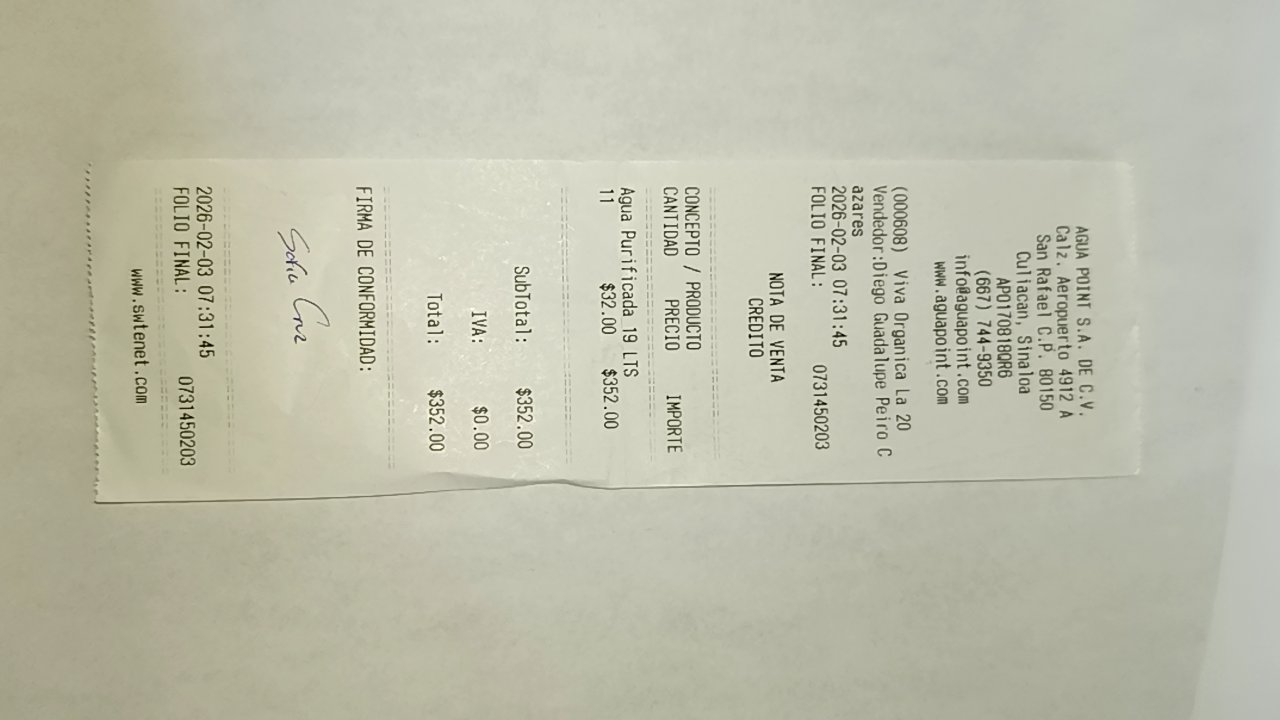 AGUA POINT S.A. DE C.V.
Calz. Aeropuerto 4912 A
San Rafael C.P. 80150
Culiacan, Sinaloa
APO170818QR6
(667) 744-9350
info@aguapoint.com
www.aguapoint.com
(000608) Viva Organica La 20
Vendedor:Diego Guadalupe Peiro C
azares
2026-02-03 07:31:45
FOLIO FINAL: 0731450203
NOTA DE VENTA
CREDITO
CONCEPTO / PRODUCTO
CANTIDAD PRECIO IMPORTE
Agua Purificada 19 LTS
11 $32.00 $352.00
SubTotal: $352.00
IVA: $0.00
Total: $352.00
FIRMA DE CONFORMIDAD:
Sofia Cruz
2026-02-03 07:31:45
FOLIO FINAL: 0731450203
www.swtenet.com